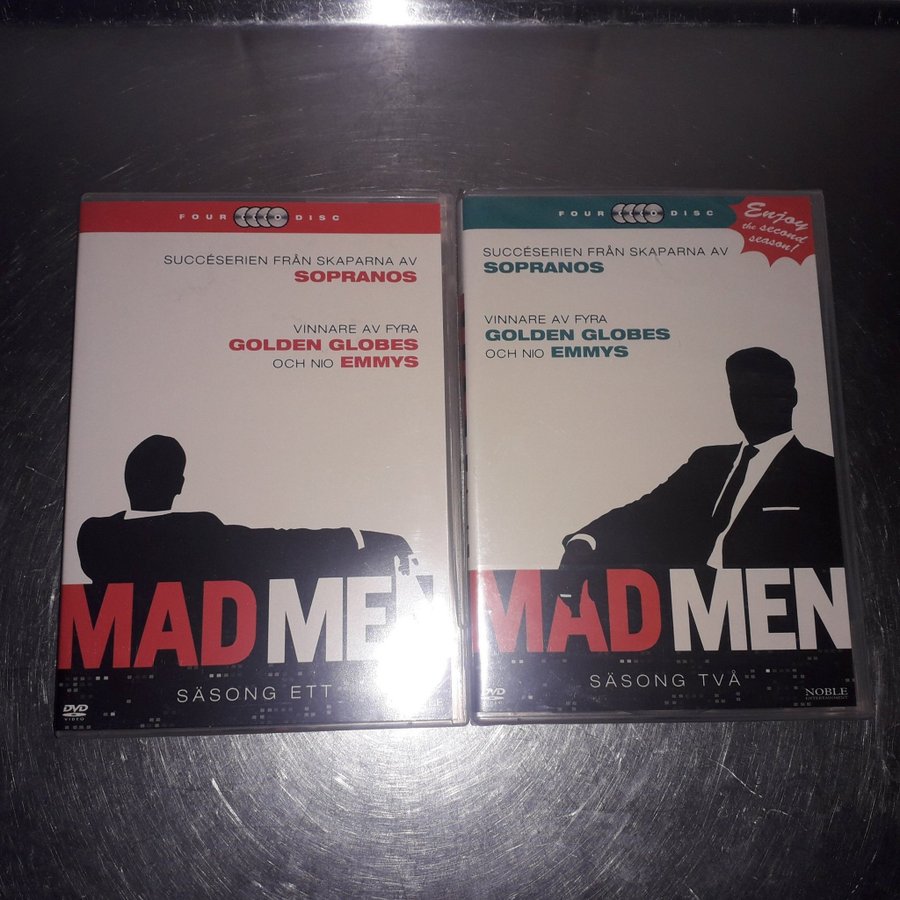 FOUR DISC
SUCCÉSERIEN FRÅN SKAPARNA AV
SOPRANOS
VINNARE AV FYRA
GOLDEN GLOBES
OCH NIO EMMYS
MAD MEN
SÄSONG ETT
DVD
VIDEO
FOUR DISC
Enjoy
the second
season!
SUCCÉSERIEN FRÅN SKAPARNA AV
SOPRANOS
VINNARE AV FYRA
GOLDEN GLOBES
OCH NIO EMMYS
MAD MEN
SÄSONG TVÅ
DVD
NOBLE
ENTERTAINMENT